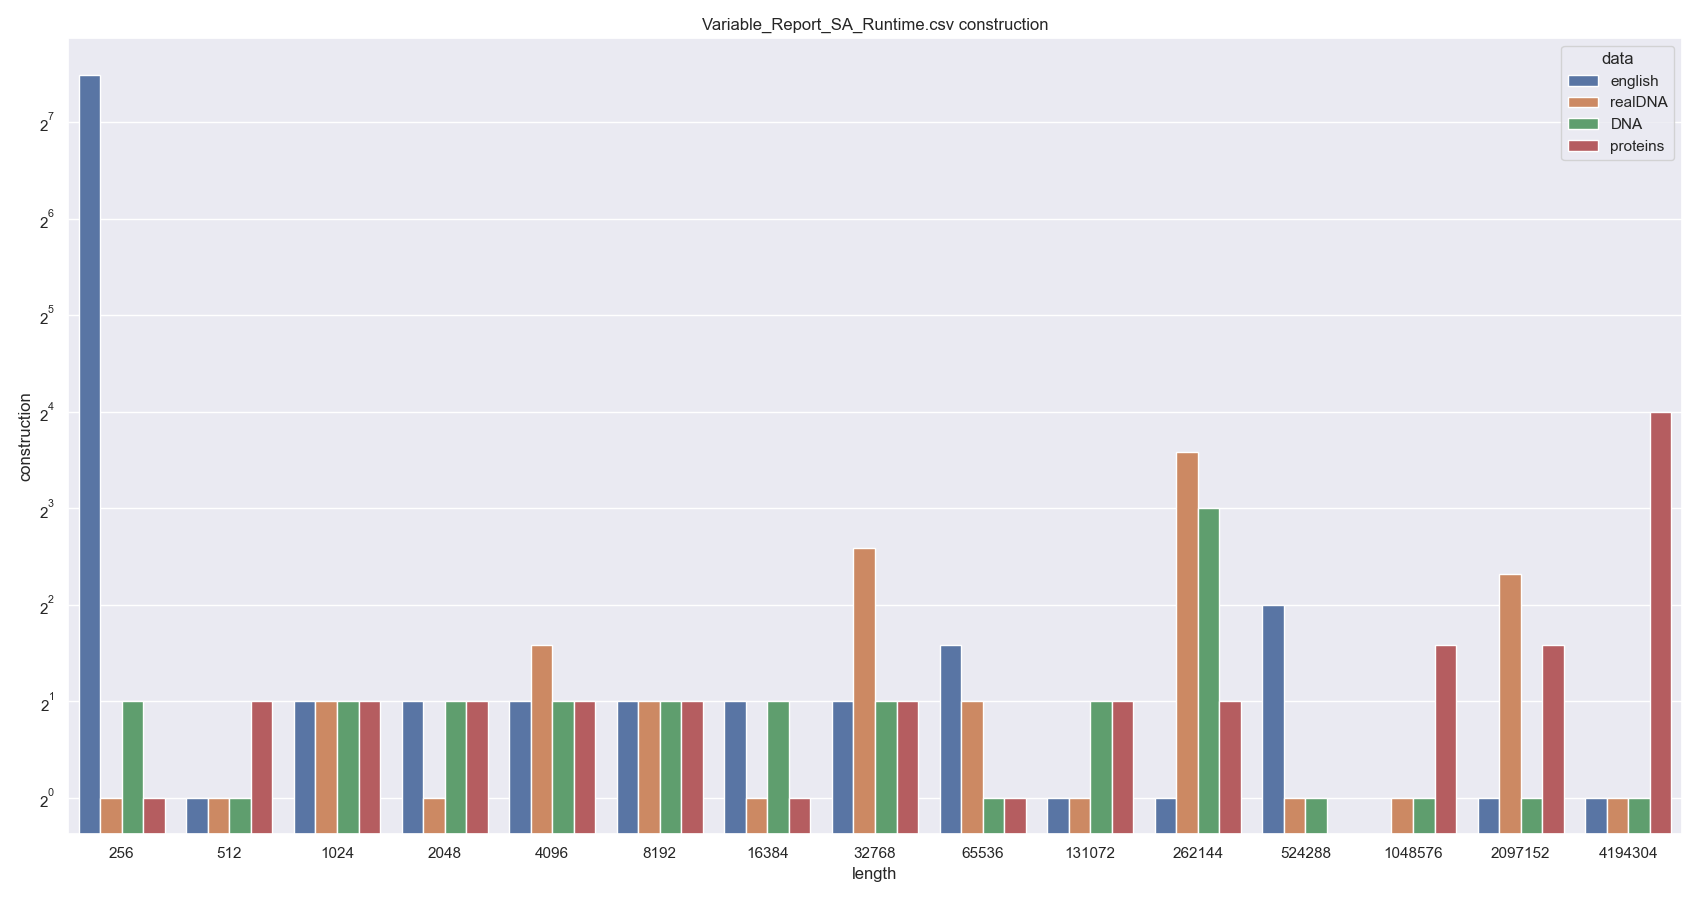 Variable_Report_SA_Runtime.csv construction
data
english
realDNA
DNA
proteins
construction
2^7
2^6
2^5
2^4
2^3
2^2
2^1
2^0
256 512 1024 2048 4096 8192 16384 32768 65536 131072 262144 524288 1048576 2097152 4194304
length